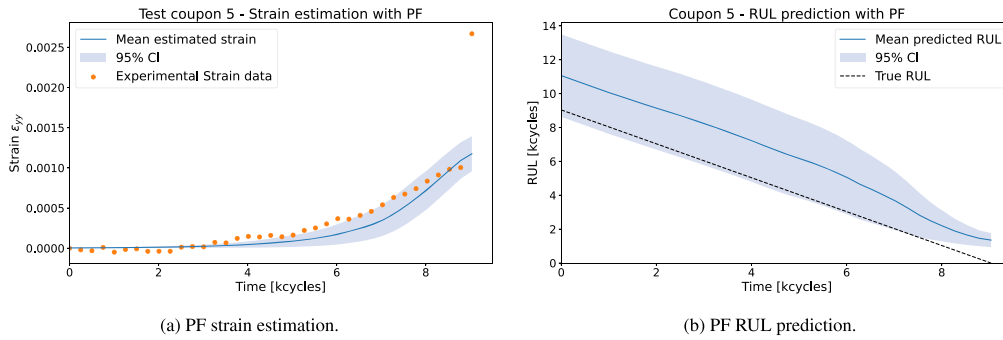 Test coupon 5 - Strain estimation with PF
Mean estimated strain
95% CI
Experimental Strain data
0.0025
0.0020
0.0015
0.0010
0.0005
0.0000
Strain ε_yy
0
2
4
6
8
Time [kcycles]
(a) PF strain estimation.
Coupon 5 - RUL prediction with PF
Mean predicted RUL
95% CI
True RUL
14
12
10
8
6
4
2
0
RUL [kcycles]
0
2
4
6
8
Time [kcycles]
(b) PF RUL prediction.